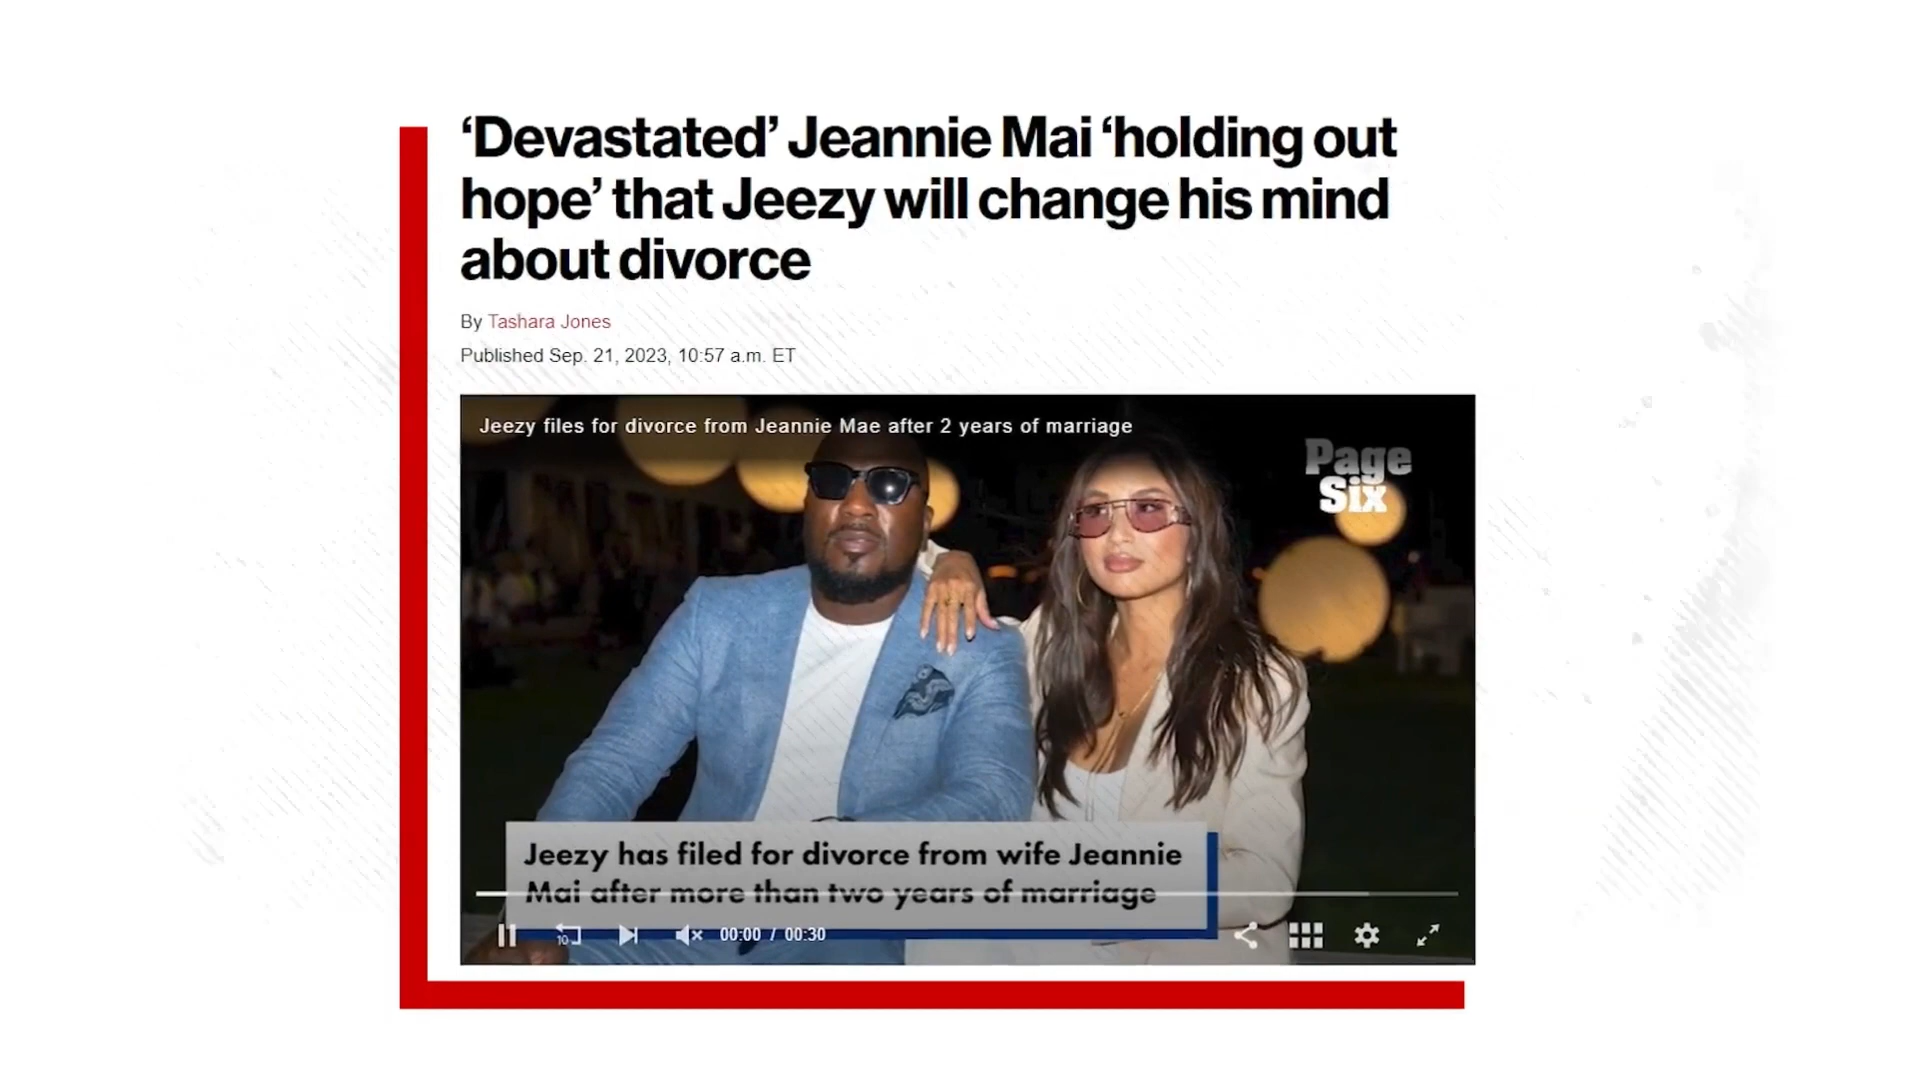 ‘Devastated’ Jeannie Mai ‘holding out
hope’ that Jeezy will change his mind
about divorce
By Tashara Jones
Published Sep. 21, 2023, 10:57 a.m. ET
Jeezy files for divorce from Jeannie Mae after 2 years of marriage
Page
Six
Jeezy has filed for divorce from wife Jeannie
Mai after more than two years of marriage
10
00:00 / 00:30